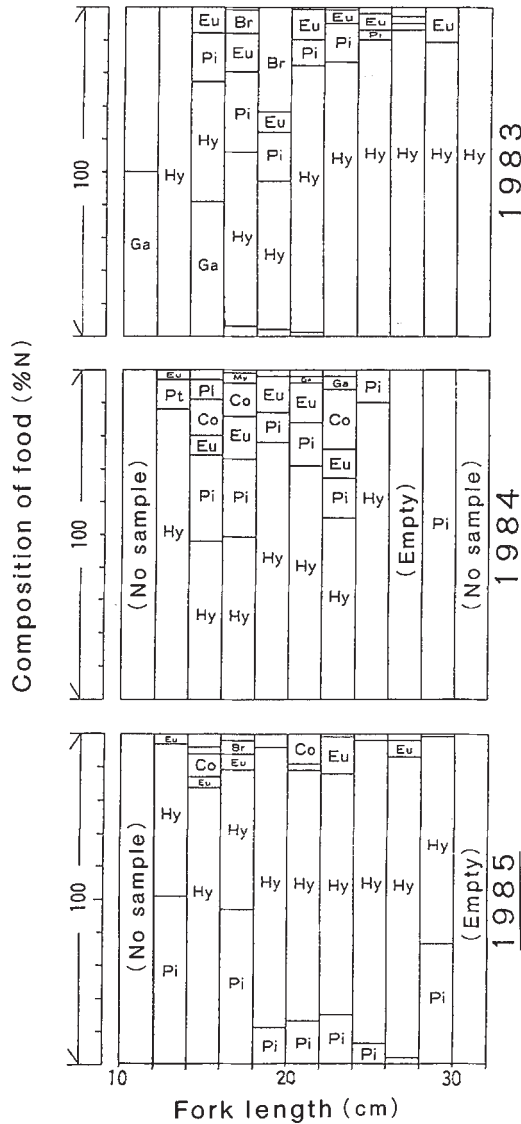 Composition of food (%N)
100
Ga
Hy
Eu
Pi
Hy
Ga
Br
Eu
Pi
Hy
Br
Eu
Pi
Hy
Eu
Pi
Hy
Eu
Pi
Hy
Eu
Pi
Hy
Hy
Eu
Hy
Hy
1983
100
(No sample)
Eu
Pt
Hy
Pi
Co
Eu
Pi
Hy
My
Co
Eu
Pi
Hy
Eu
Pi
Hy
Ga
Eu
Pi
Hy
Ga
Co
Eu
Pi
Hy
Pi
Hy
(Empty)
Pi
(No sample)
1984
100
(No sample)
Eu
Hy
Pi
Co
Eu
Hy
Br
Eu
Hy
Pi
Hy
Pi
Co
Hy
Pi
Eu
Hy
Pi
Hy
Pi
Eu
Hy
Hy
Pi
(Empty)
1985
10 20 30
Fork length (cm)